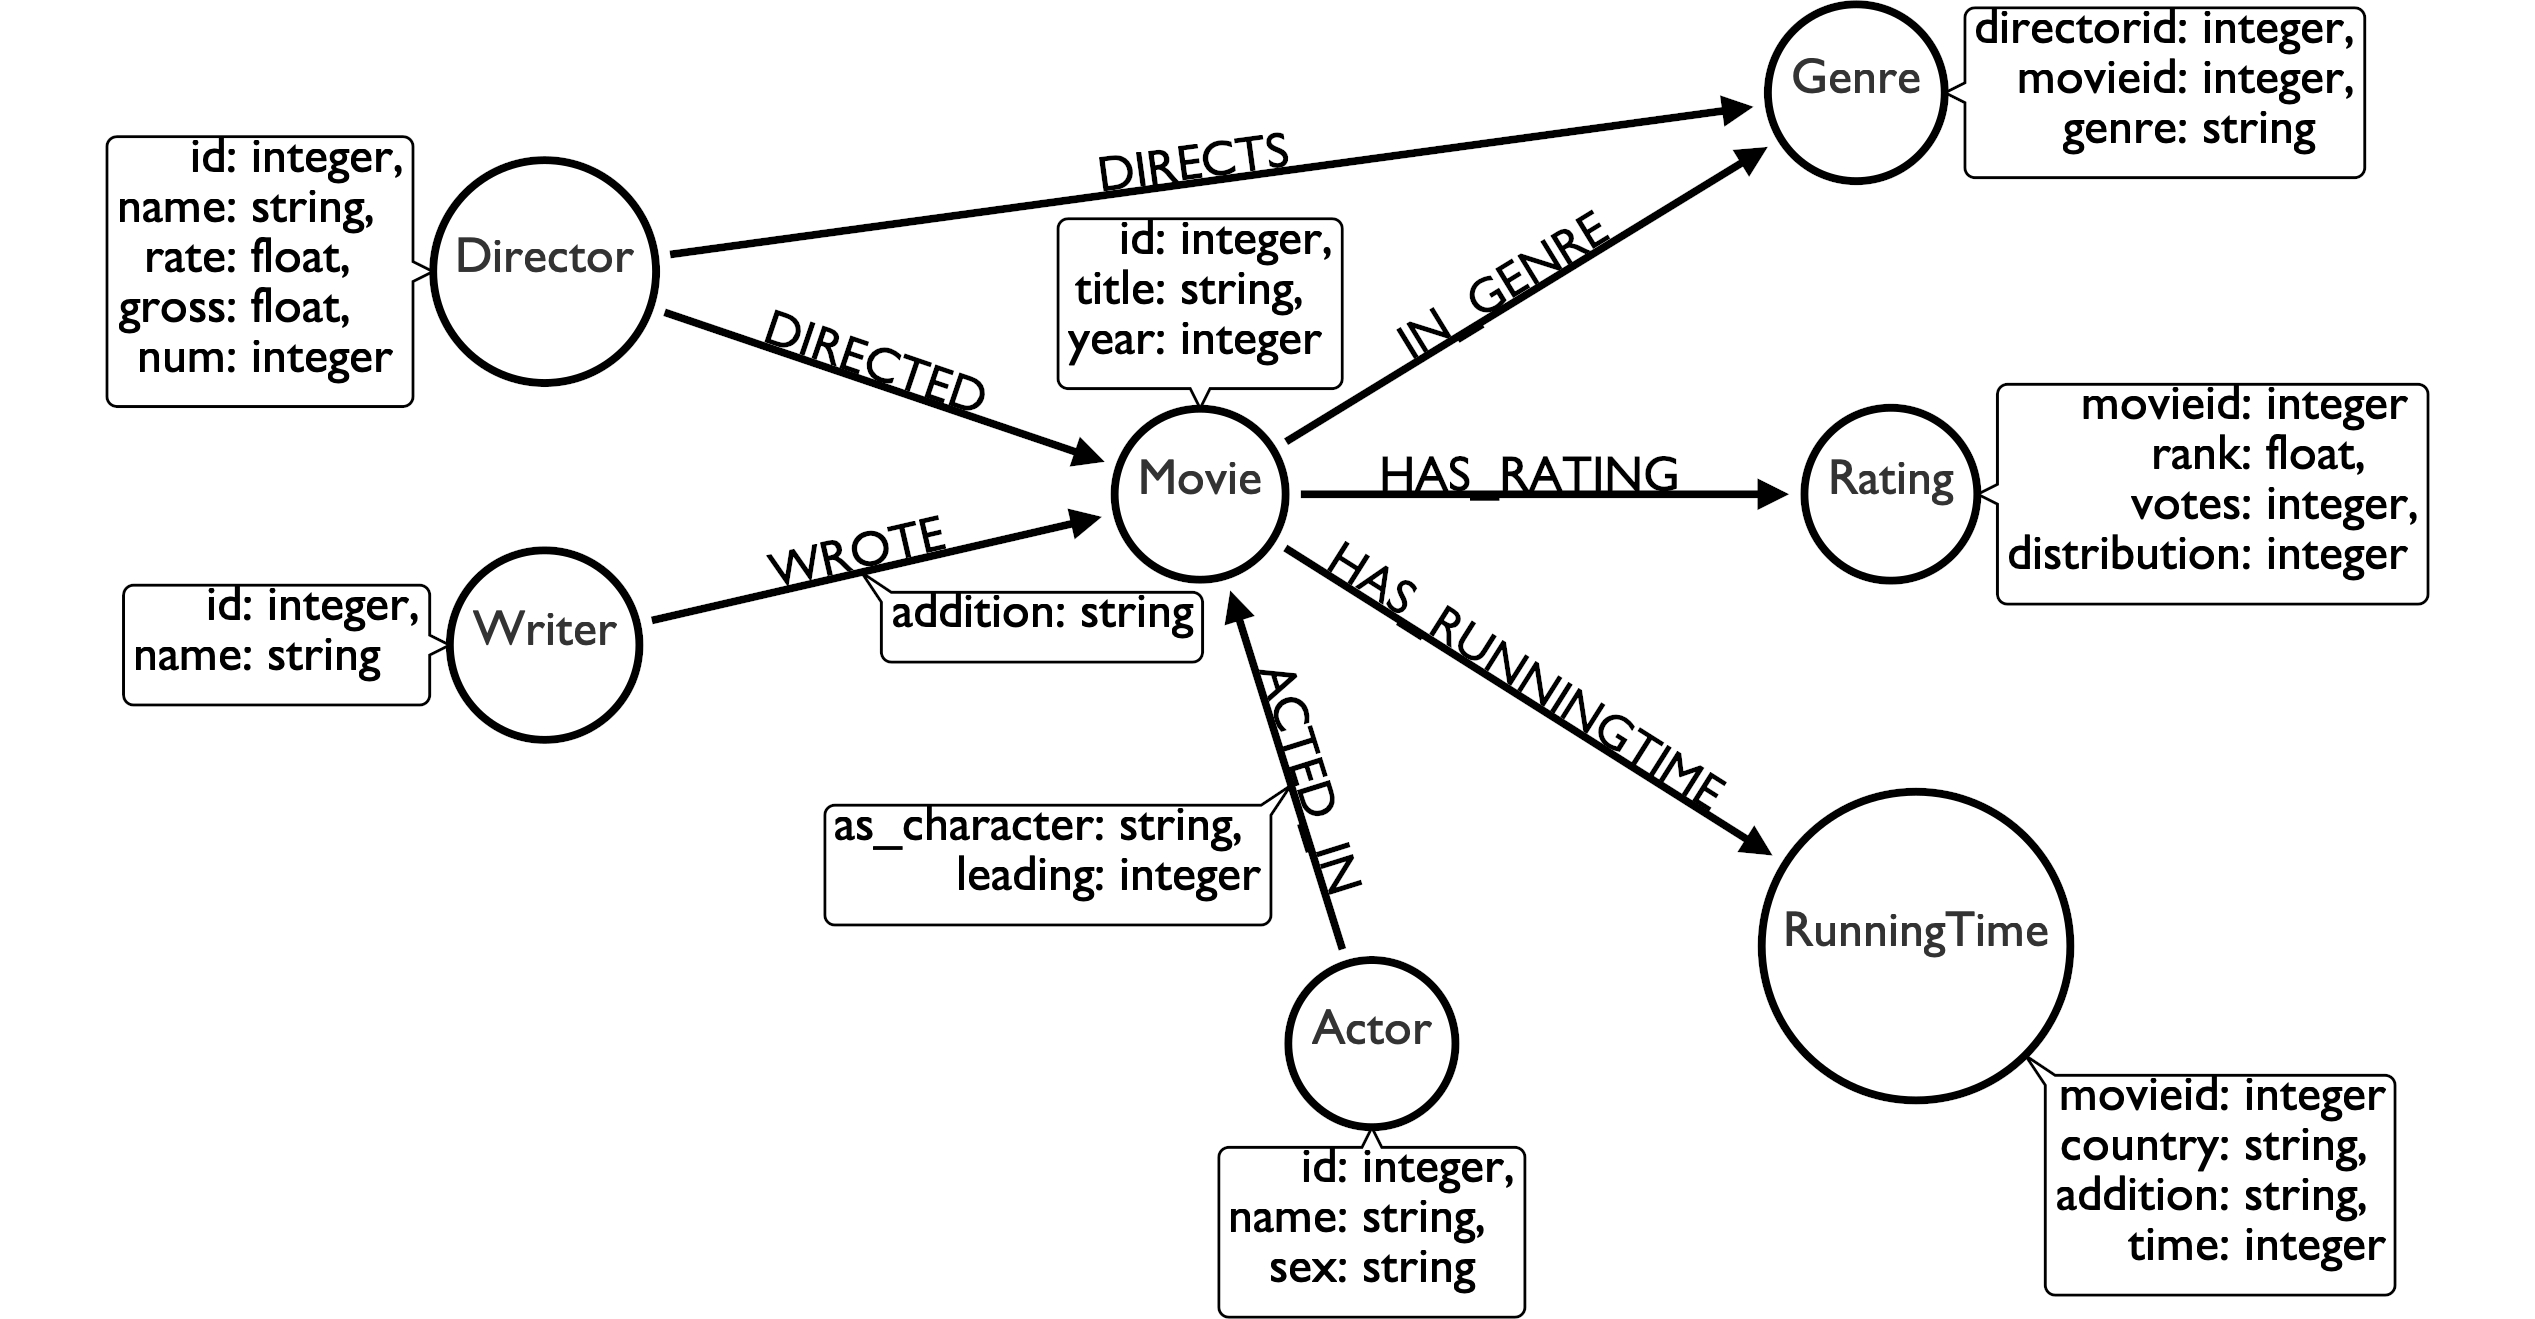 Genre
directorid: integer,
movieid: integer,
genre: string
DIRECTS
id: integer,
name: string,
rate: float,
gross: float,
num: integer
Director
id: integer,
title: string,
year: integer
IN_GENRE
DIRECTED
Movie
HAS_RATING
Rating
movieid: integer
rank: float,
votes: integer,
distribution: integer
WROTE
addition: string
id: integer,
name: string
Writer
HAS_RUNNINGTIME
ACTED_IN
as_character: string,
leading: integer
RunningTime
Actor
movieid: integer
country: string,
addition: string,
time: integer
id: integer,
name: string,
sex: string